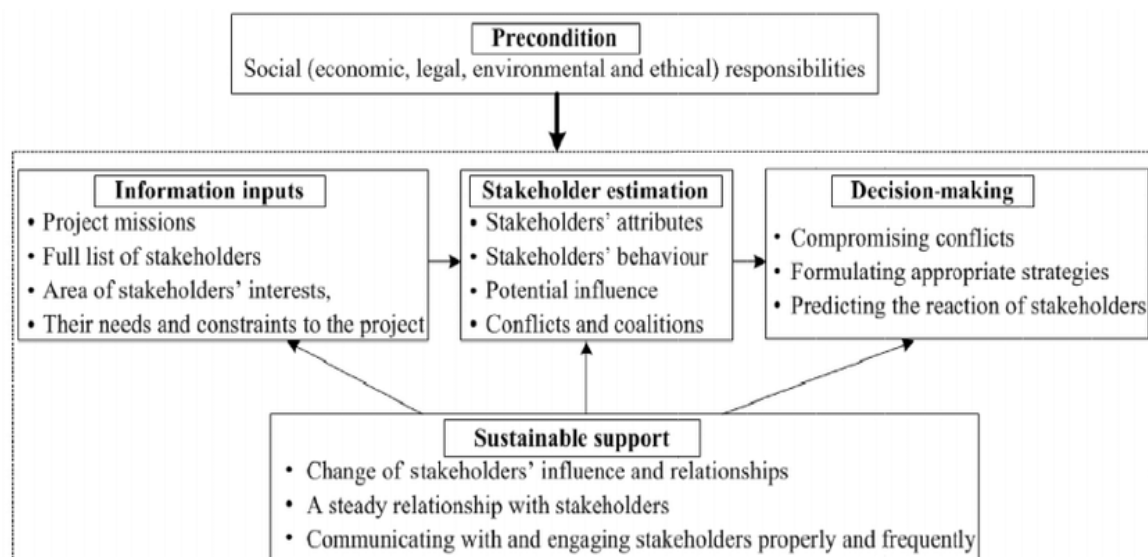 Precondition
Social (economic, legal, environmental and ethical) responsibilities
Information inputs
• Project missions
• Full list of stakeholders
• Area of stakeholders' interests,
• Their needs and constraints to the project
Stakeholder estimation
• Stakeholders' attributes
• Stakeholders' behaviour
• Potential influence
• Conflicts and coalitions
Decision-making
• Compromising conflicts
• Formulating appropriate strategies
• Predicting the reaction of stakeholders
Sustainable support
• Change of stakeholders' influence and relationships
• A steady relationship with stakeholders
• Communicating with and engaging stakeholders properly and frequently